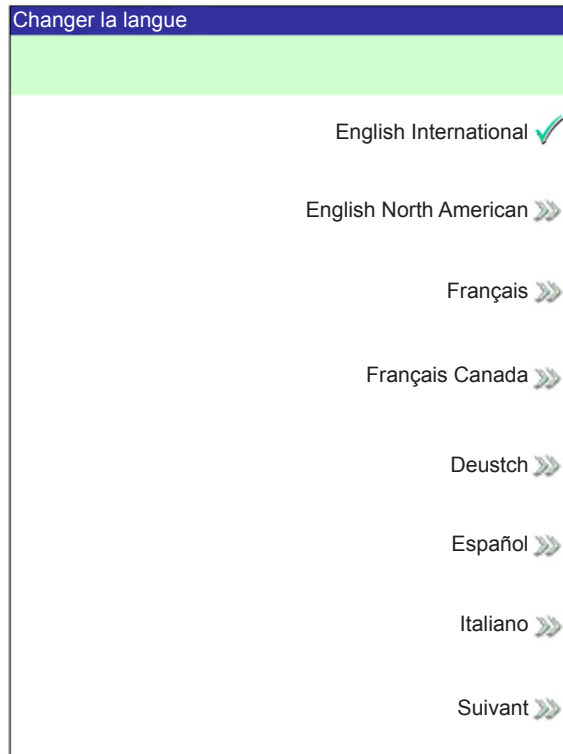 Changer la langue
English International
English North American
Français
Français Canada
Deustch
Español
Italiano
Suivant